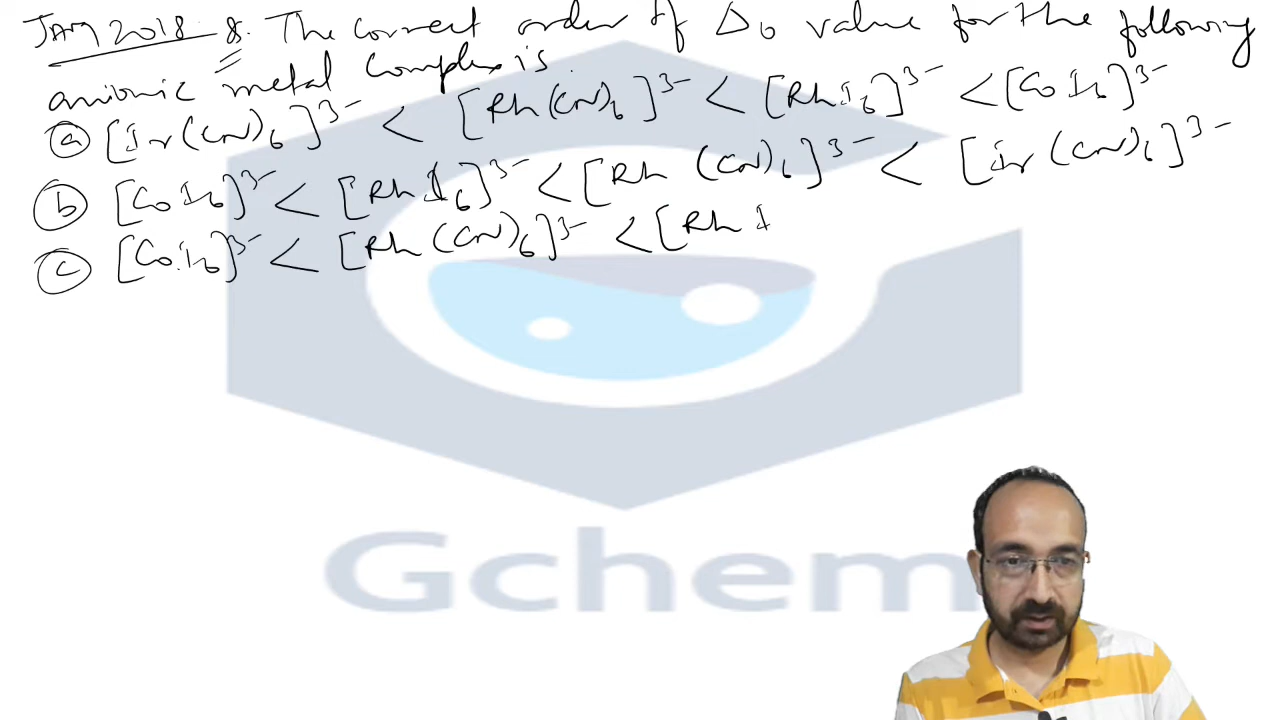 JAM 2018 8. The correct order of Δo value for the following
anionic metal complex is.
(a) [Ir(CN)6]3- < [Rh(CN)6]3- < [RhI6]3- < [CoI6]3-
(b) [CoI6]3- < [RhI6]3- < [Rh(CN)6]3- < [Ir(CN)6]3-
(c) [CoI6]3- < [Rh(CN)6]3- < [Rh I
Gchem